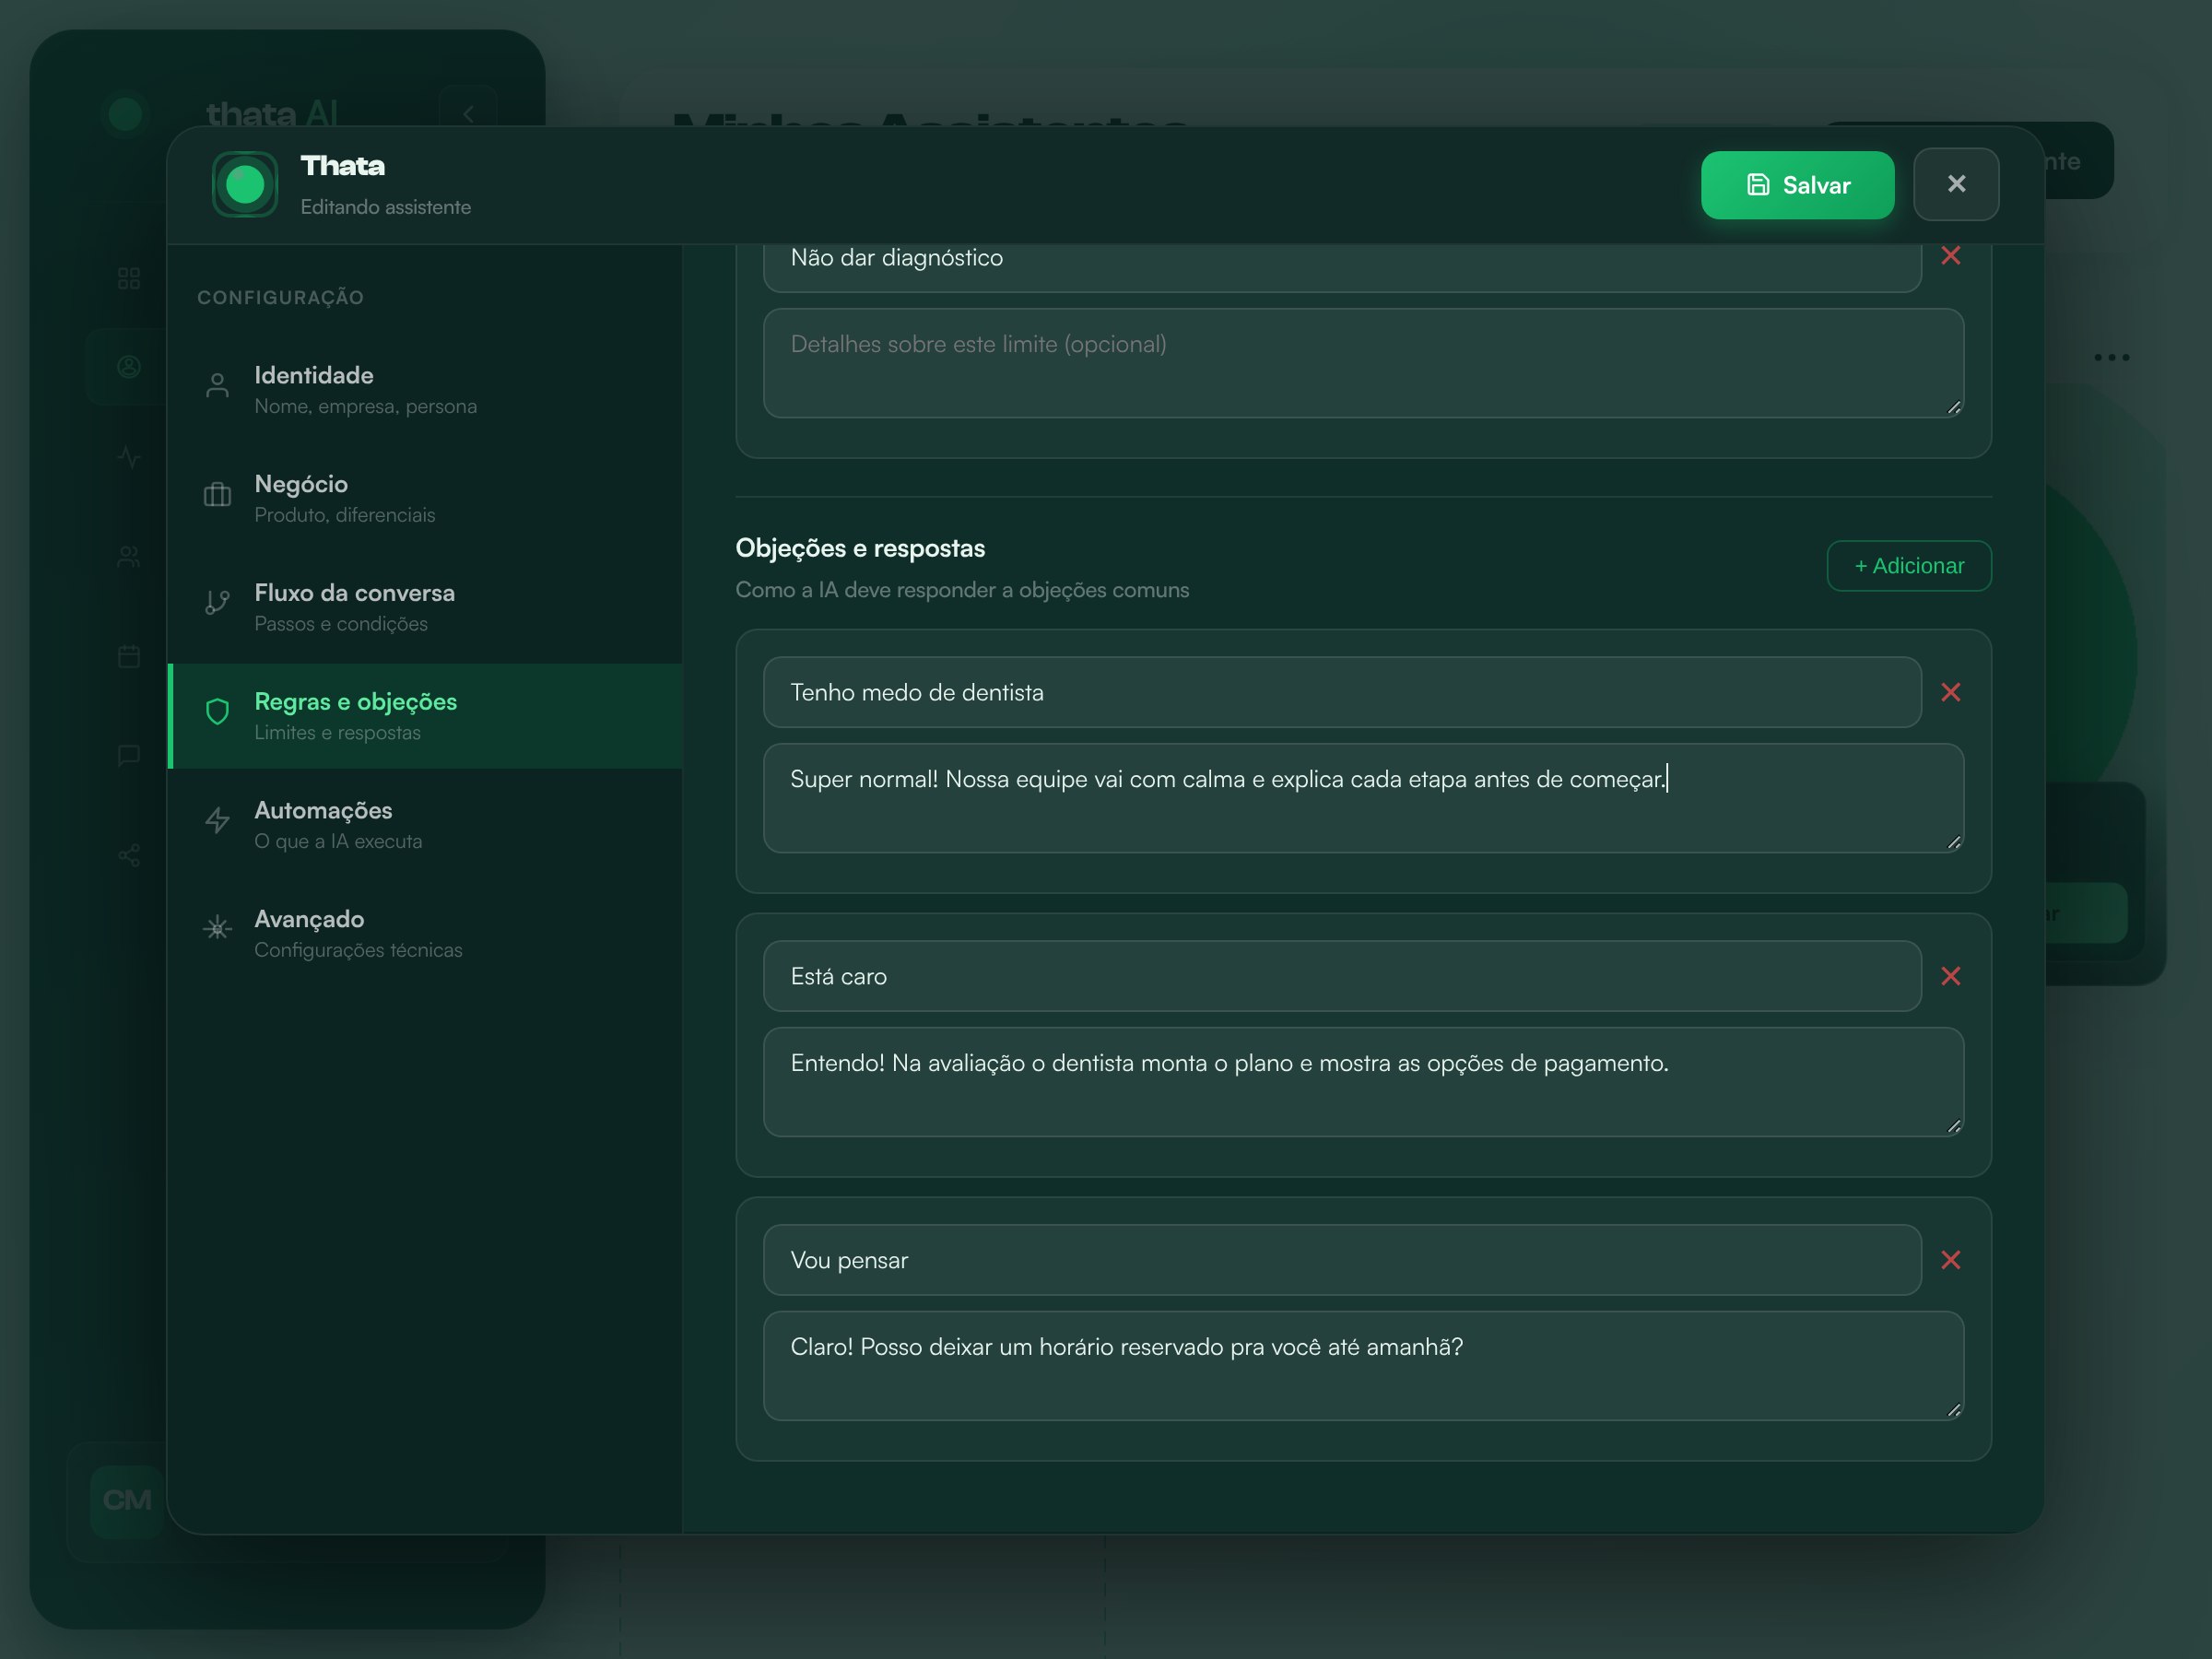 thata AI
Minhas Assistentes
nte
Thata
Editando assistente
Salvar
CONFIGURAÇÃO
Identidade
Nome, empresa, persona
Negócio
Produto, diferenciais
Fluxo da conversa
Passos e condições
Regras e objeções
Limites e respostas
Automações
O que a IA executa
Avançado
Configurações técnicas
CM
Não dar diagnóstico
Detalhes sobre este limite (opcional)
Objeções e respostas
Como a IA deve responder a objeções comuns
+ Adicionar
Tenho medo de dentista
Super normal! Nossa equipe vai com calma e explica cada etapa antes de começar.
Está caro
Entendo! Na avaliação o dentista monta o plano e mostra as opções de pagamento.
Vou pensar
Claro! Posso deixar um horário reservado pra você até amanhã?